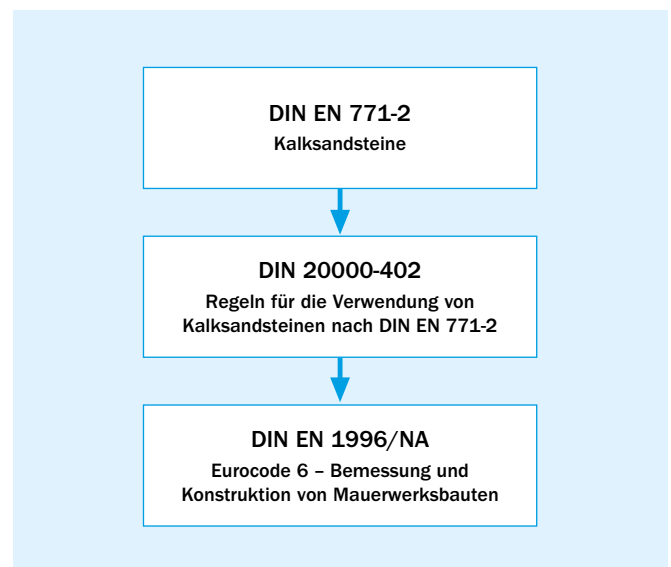 DIN EN 771-2
Kalksandsteine
DIN 20000-402
Regeln für die Verwendung von
Kalksandsteinen nach DIN EN 771-2
DIN EN 1996/NA
Eurocode 6 – Bemessung und
Konstruktion von Mauerwerksbauten